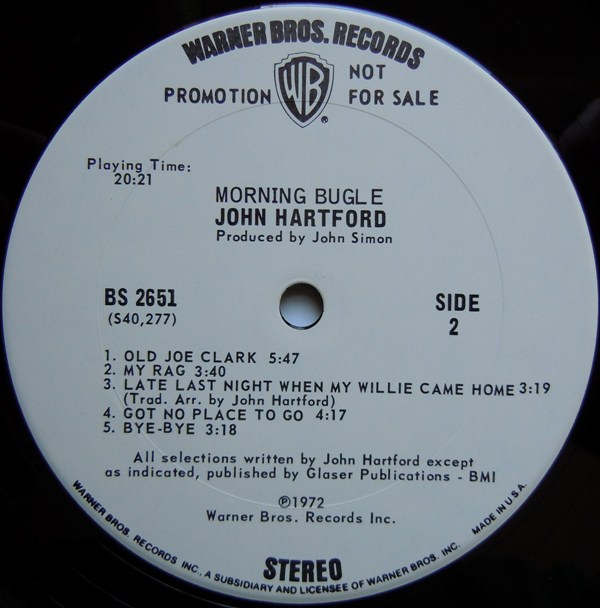 WARNER BROS. RECORDS
PROMOTION
WB
®
NOT
FOR SALE
Playing Time:
20:21
MORNING BUGLE
JOHN HARTFORD
Produced by John Simon
BS 2651
(S40,277)
SIDE
2
1. OLD JOE CLARK 5:47
2. MY RAG 3:40
3. LATE LAST NIGHT WHEN MY WILLIE CAME HOME 3:19
(Trad. Arr. by John Hartford)
4. GOT NO PLACE TO GO 4:17
5. BYE-BYE 3:18
All selections written by John Hartford except
as indicated, published by Glaser Publications - BMI
℗1972
Warner Bros. Records Inc.
STEREO
WARNER BROS. RECORDS INC., A SUBSIDIARY AND LICENSEE OF WARNER BROS. INC. MADE IN U.S.A.